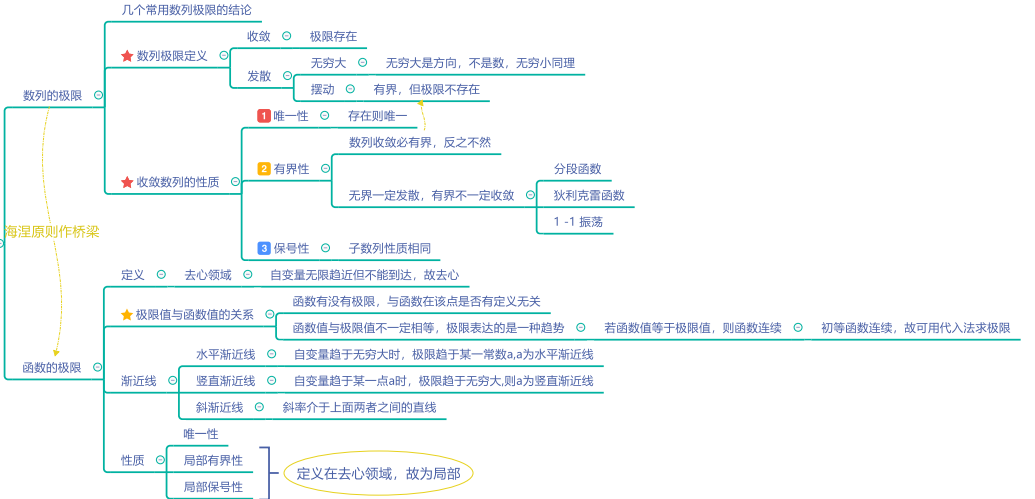 几个常用数列极限的结论
收敛
极限存在
数列极限定义
无穷大
无穷大是方向，不是数，无穷小同理
发散
摆动
有界，但极限不存在
数列的极限
1 唯一性
存在则唯一
数列收敛必有界，反之不然
2 有界性
分段函数
收敛数列的性质
无界一定发散，有界不一定收敛
狄利克雷函数
1 -1 振荡
海涅原则作桥梁
3 保号性
子数列性质相同
定义
去心领域
自变量无限趋近但不能到达，故去心
函数有没有极限，与函数在该点是否有定义无关
极限值与函数值的关系
函数值与极限值不一定相等，极限表达的是一种趋势
若函数值等于极限值，则函数连续
初等函数连续，故可用代入法求极限
水平渐近线
自变量趋于无穷大时，极限趋于某一常数a,a为水平渐近线
函数的极限
渐近线
竖直渐近线
自变量趋于某一点a时，极限趋于无穷大,则a为竖直渐近线
斜渐近线
斜率介于上面两者之间的直线
唯一性
性质
局部有界性
定义在去心领域，故为局部
局部保号性